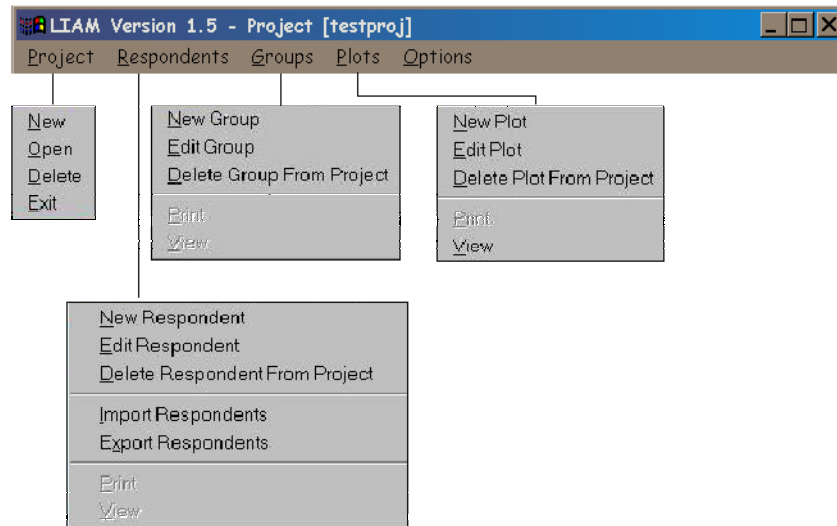 LIAM Version 1.5 - Project [testproj]
Project Respondents Groups Plots Options
New
Open
Delete
Exit
New Group
Edit Group
Delete Group From Project
Print
View
New Plot
Edit Plot
Delete Plot From Project
Print
View
New Respondent
Edit Respondent
Delete Respondent From Project
Import Respondents
Export Respondents
Print
View